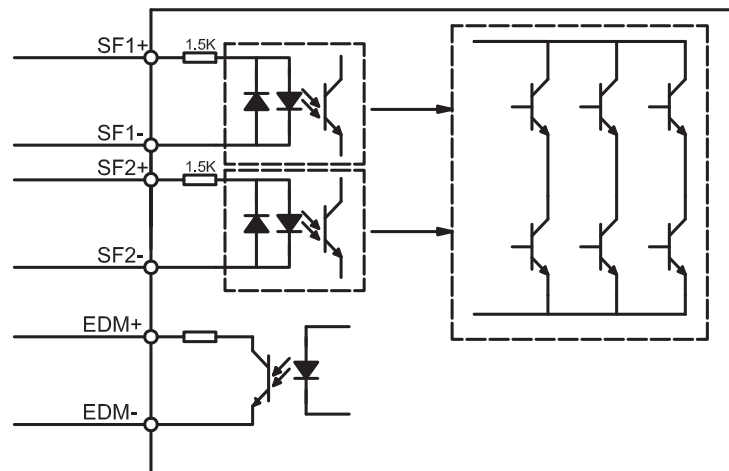 SF1+
1.5K
SF1-
SF2+
1.5K
SF2-
EDM+
EDM-